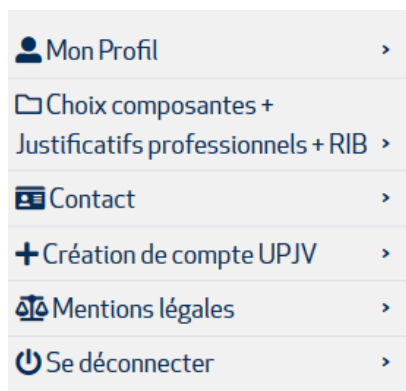 Mon Profil
Choix composantes +
Justificatifs professionnels + RIB
Contact
Création de compte UPJV
Mentions légales
Se déconnecter